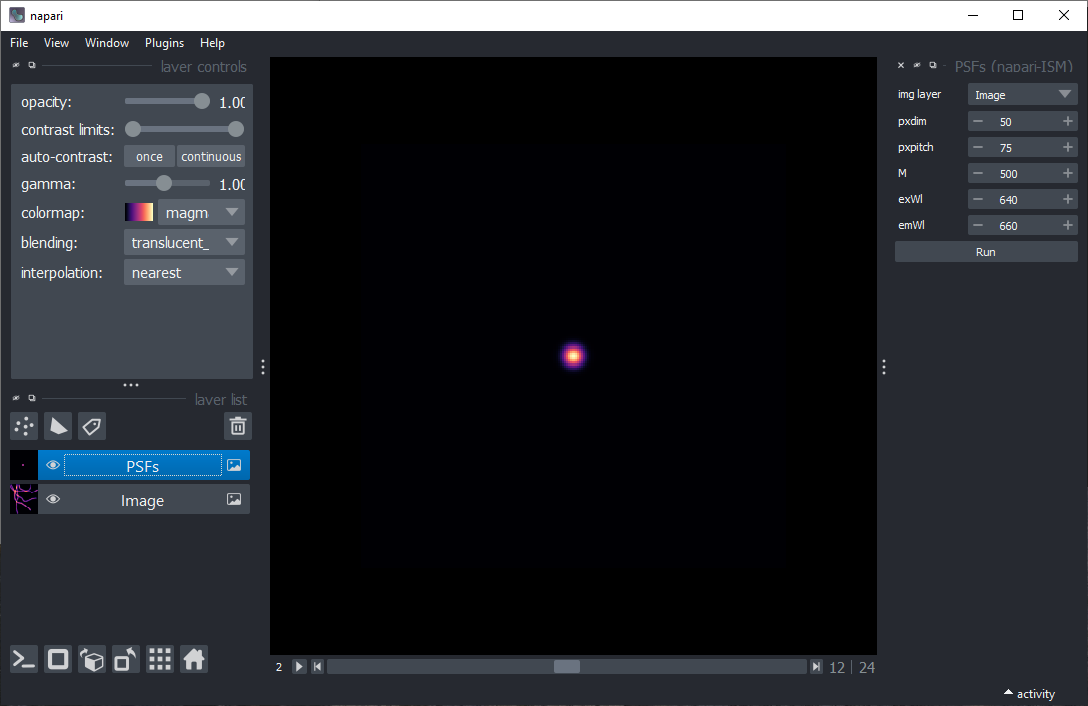 napari
File View Window Plugins Help
layer controls
opacity: 1.00
contrast limits:
auto-contrast: once continuous
gamma: 1.00
colormap: magm
blending: translucent_
interpolation: nearest
layer list
PSFs
Image
2 12 24
PSFs (napari-ISM)
img layer Image
pxdim 50
pxpitch 75
M 500
exWl 640
emWl 660
Run
activity